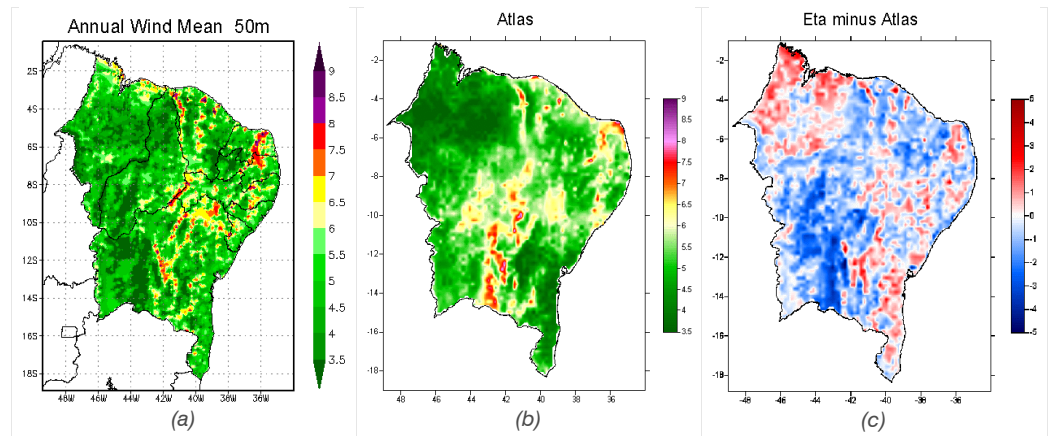 Annual Wind Mean 50m
2S
4S
6S
8S
10S
12S
14S
16S
18S
48W 46W 44W 42W 40W 38W 36W
9
8.5
8
7.5
7
6.5
6
5.5
5
4.5
4
3.5
(a)
Atlas
-2
-4
-6
-8
-10
-12
-14
-16
-18
48 -46 -44 -42 -40 -38 -36
9
8.5
8
7.5
7
6.5
6
5.5
5
4.5
4
3.5
(b)
Eta minus Atlas
-2
-4
-6
-8
-10
-12
-14
-16
-18
-48 -46 -44 -42 -40 -38 -36
5
4
3
2
1
0
-1
-2
-3
-4
-5
(c)